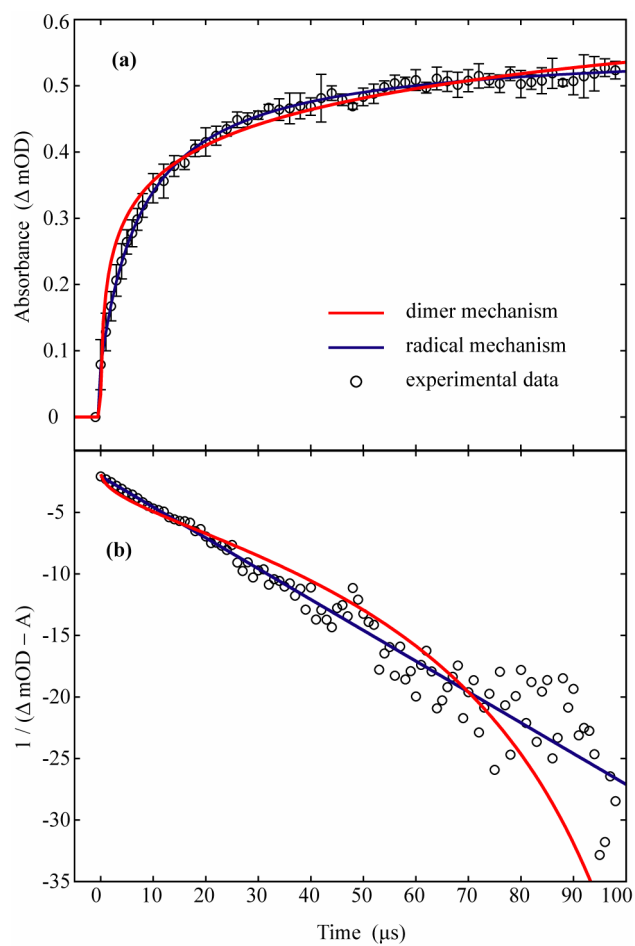 0.6
0.5
0.4
0.3
0.2
0.1
0
Absorbance (Δ mOD)
(a)
dimer mechanism
radical mechanism
experimental data
-5
-10
-15
-20
-25
-30
-35
1 / (Δ mOD – A)
(b)
0 10 20 30 40 50 60 70 80 90 100
Time (μs)